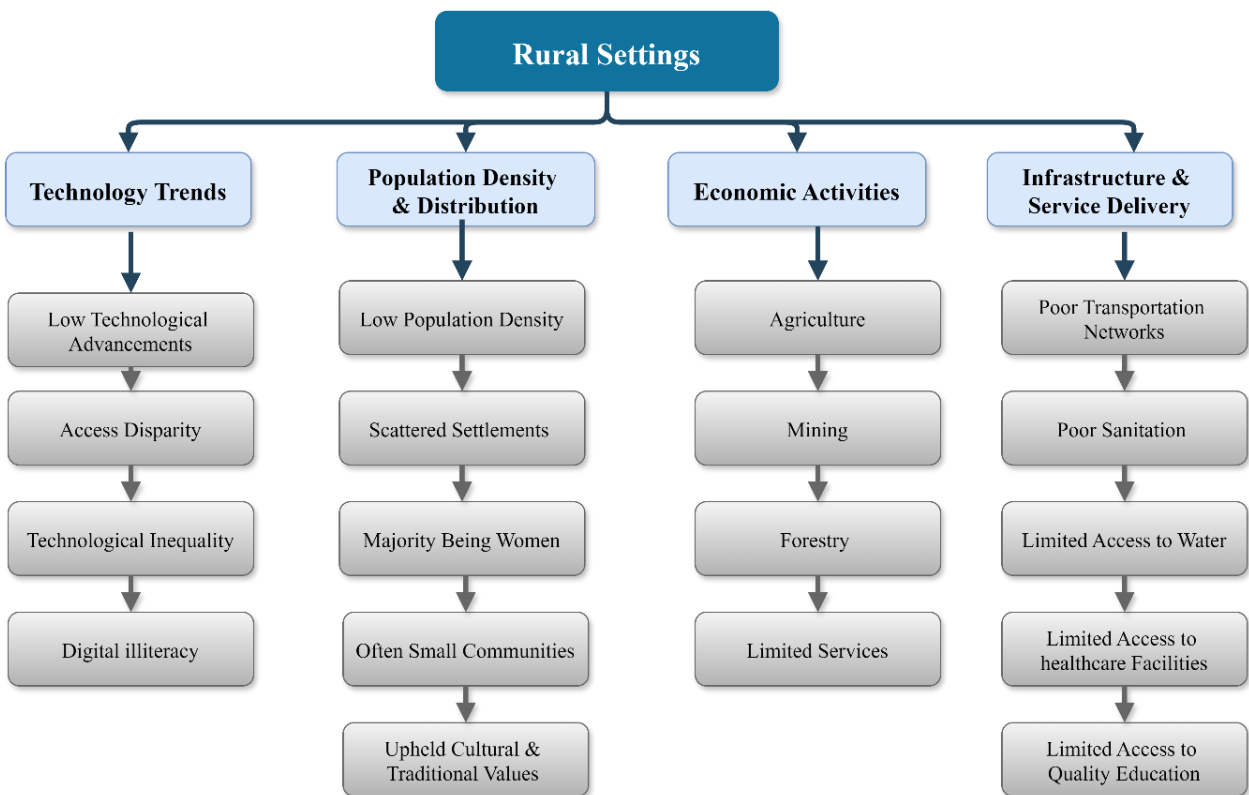 Rural Settings
Technology Trends
Population Density
& Distribution
Economic Activities
Infrastructure &
Service Delivery
Low Technological
Advancements
Access Disparity
Technological Inequality
Digital illiteracy
Low Population Density
Scattered Settlements
Majority Being Women
Often Small Communities
Upheld Cultural &
Traditional Values
Agriculture
Mining
Forestry
Limited Services
Poor Transportation
Networks
Poor Sanitation
Limited Access to Water
Limited Access to
healthcare Facilities
Limited Access to
Quality Education